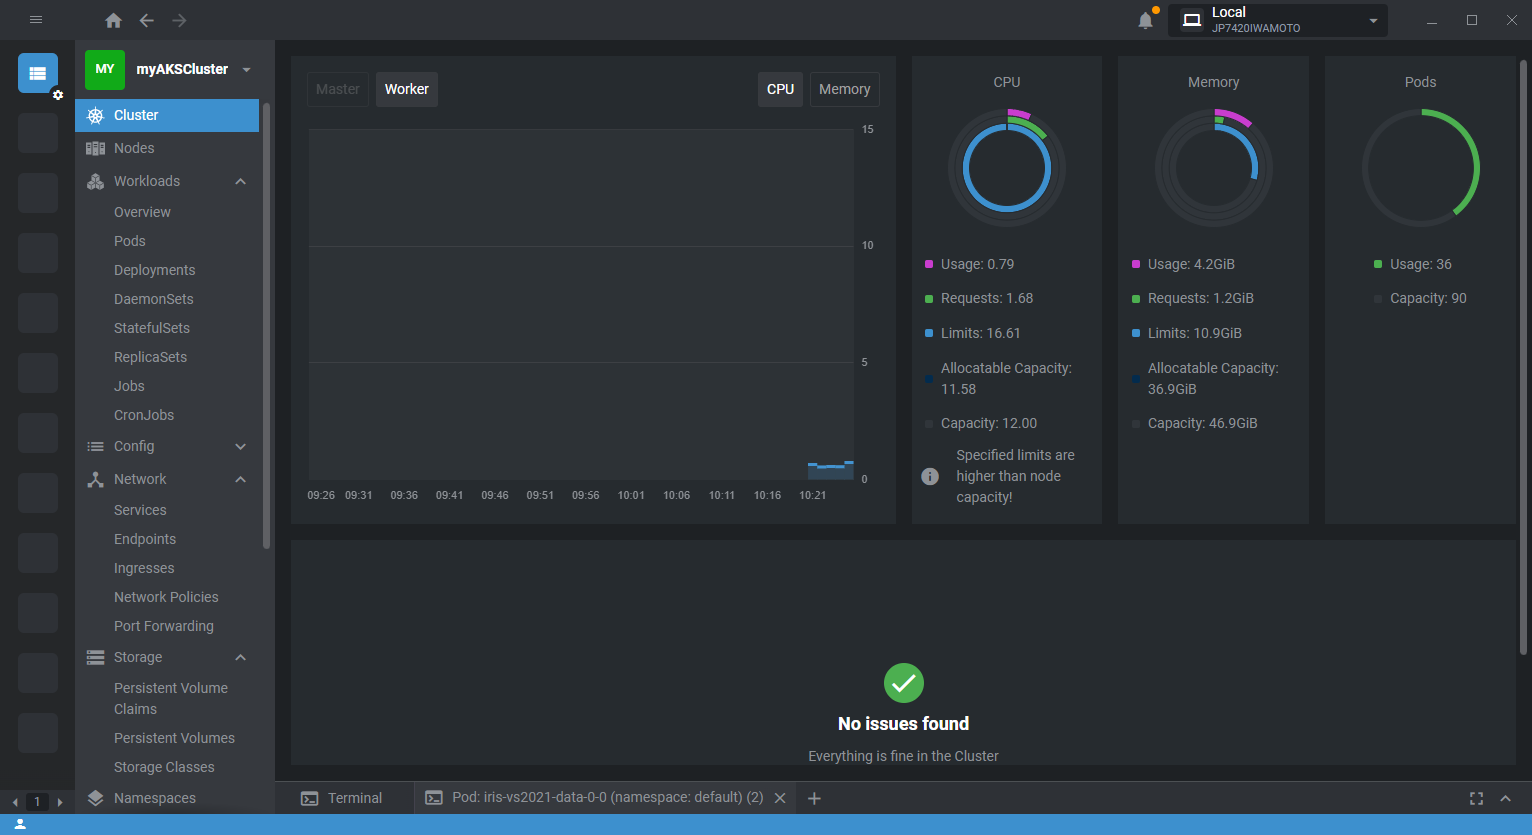 Local
JP7420IWAMOTO
MY
myAKSCluster
Cluster
Nodes
Workloads
Overview
Pods
Deployments
DaemonSets
StatefulSets
ReplicaSets
Jobs
CronJobs
Config
Network
Services
Endpoints
Ingresses
Network Policies
Port Forwarding
Storage
Persistent Volume
Claims
Persistent Volumes
Storage Classes
Namespaces
1
Master
Worker
CPU
Memory
15
10
5
0
09:26 09:31 09:36 09:41 09:46 09:51 09:56 10:01 10:06 10:11 10:16 10:21
CPU
Usage: 0.79
Requests: 1.68
Limits: 16.61
Allocatable Capacity:
11.58
Capacity: 12.00
Specified limits are
higher than node
capacity!
Memory
Usage: 4.2GiB
Requests: 1.2GiB
Limits: 10.9GiB
Allocatable Capacity:
36.9GiB
Capacity: 46.9GiB
Pods
Usage: 36
Capacity: 90
No issues found
Everything is fine in the Cluster
Terminal
Pod: iris-vs2021-data-0-0 (namespace: default) (2)